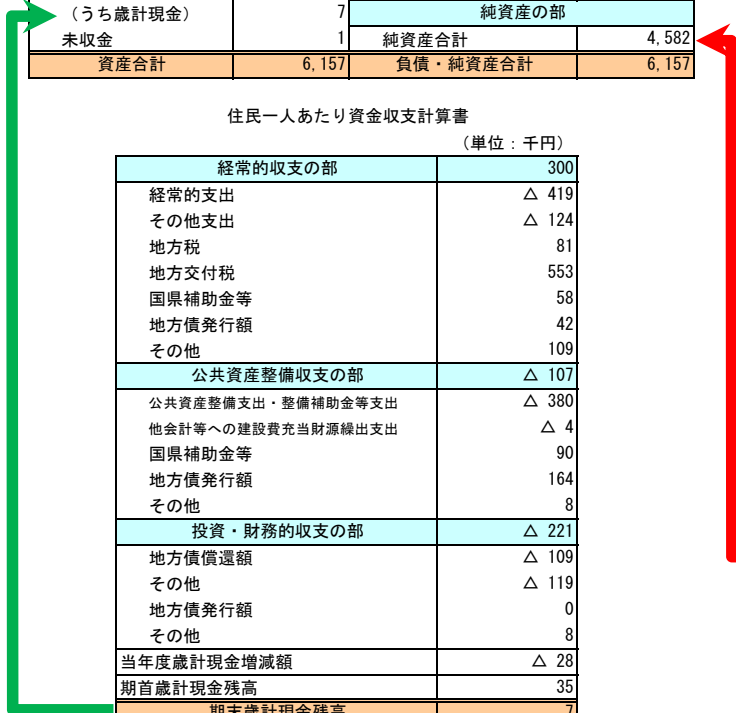 （うち歳計現金） 7 純資産の部
未収金 1 純資産合計 4,582
資産合計 6,157 負債・純資産合計 6,157
住民一人あたり資金収支計算書
（単位：千円）
経常的収支の部 300
経常的支出 △ 419
その他支出 △ 124
地方税 81
地方交付税 553
国県補助金等 58
地方債発行額 42
その他 109
公共資産整備収支の部 △ 107
公共資産整備支出・整備補助金等支出 △ 380
他会計等への建設費充当財源繰出支出 △ 4
国県補助金等 90
地方債発行額 164
その他 8
投資・財務的収支の部 △ 221
地方債償還額 △ 109
その他 △ 119
地方債発行額 0
その他 8
当年度歳計現金増減額 △ 28
期首歳計現金残高 35
期末歳計現金残高 7